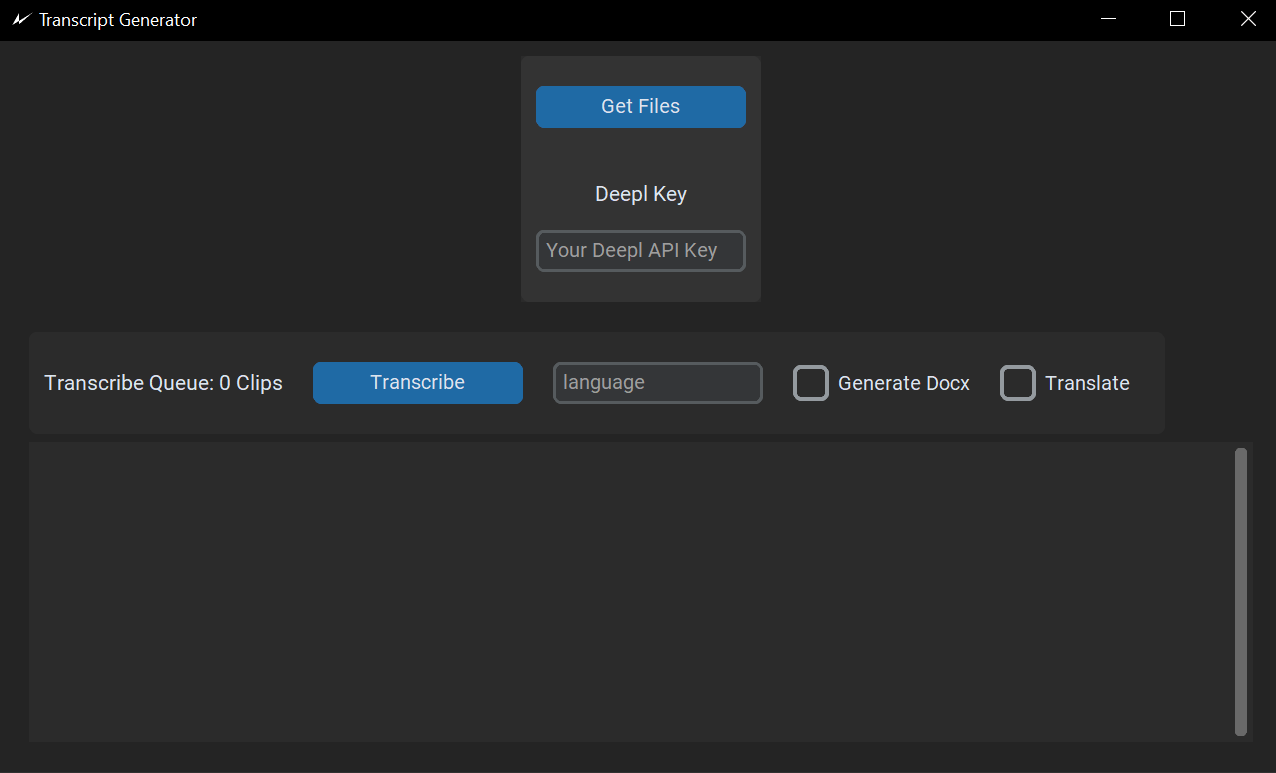 Transcript Generator
Get Files
Deepl Key
Your Deepl API Key
Transcribe Queue: 0 Clips Transcribe language Generate Docx Translate